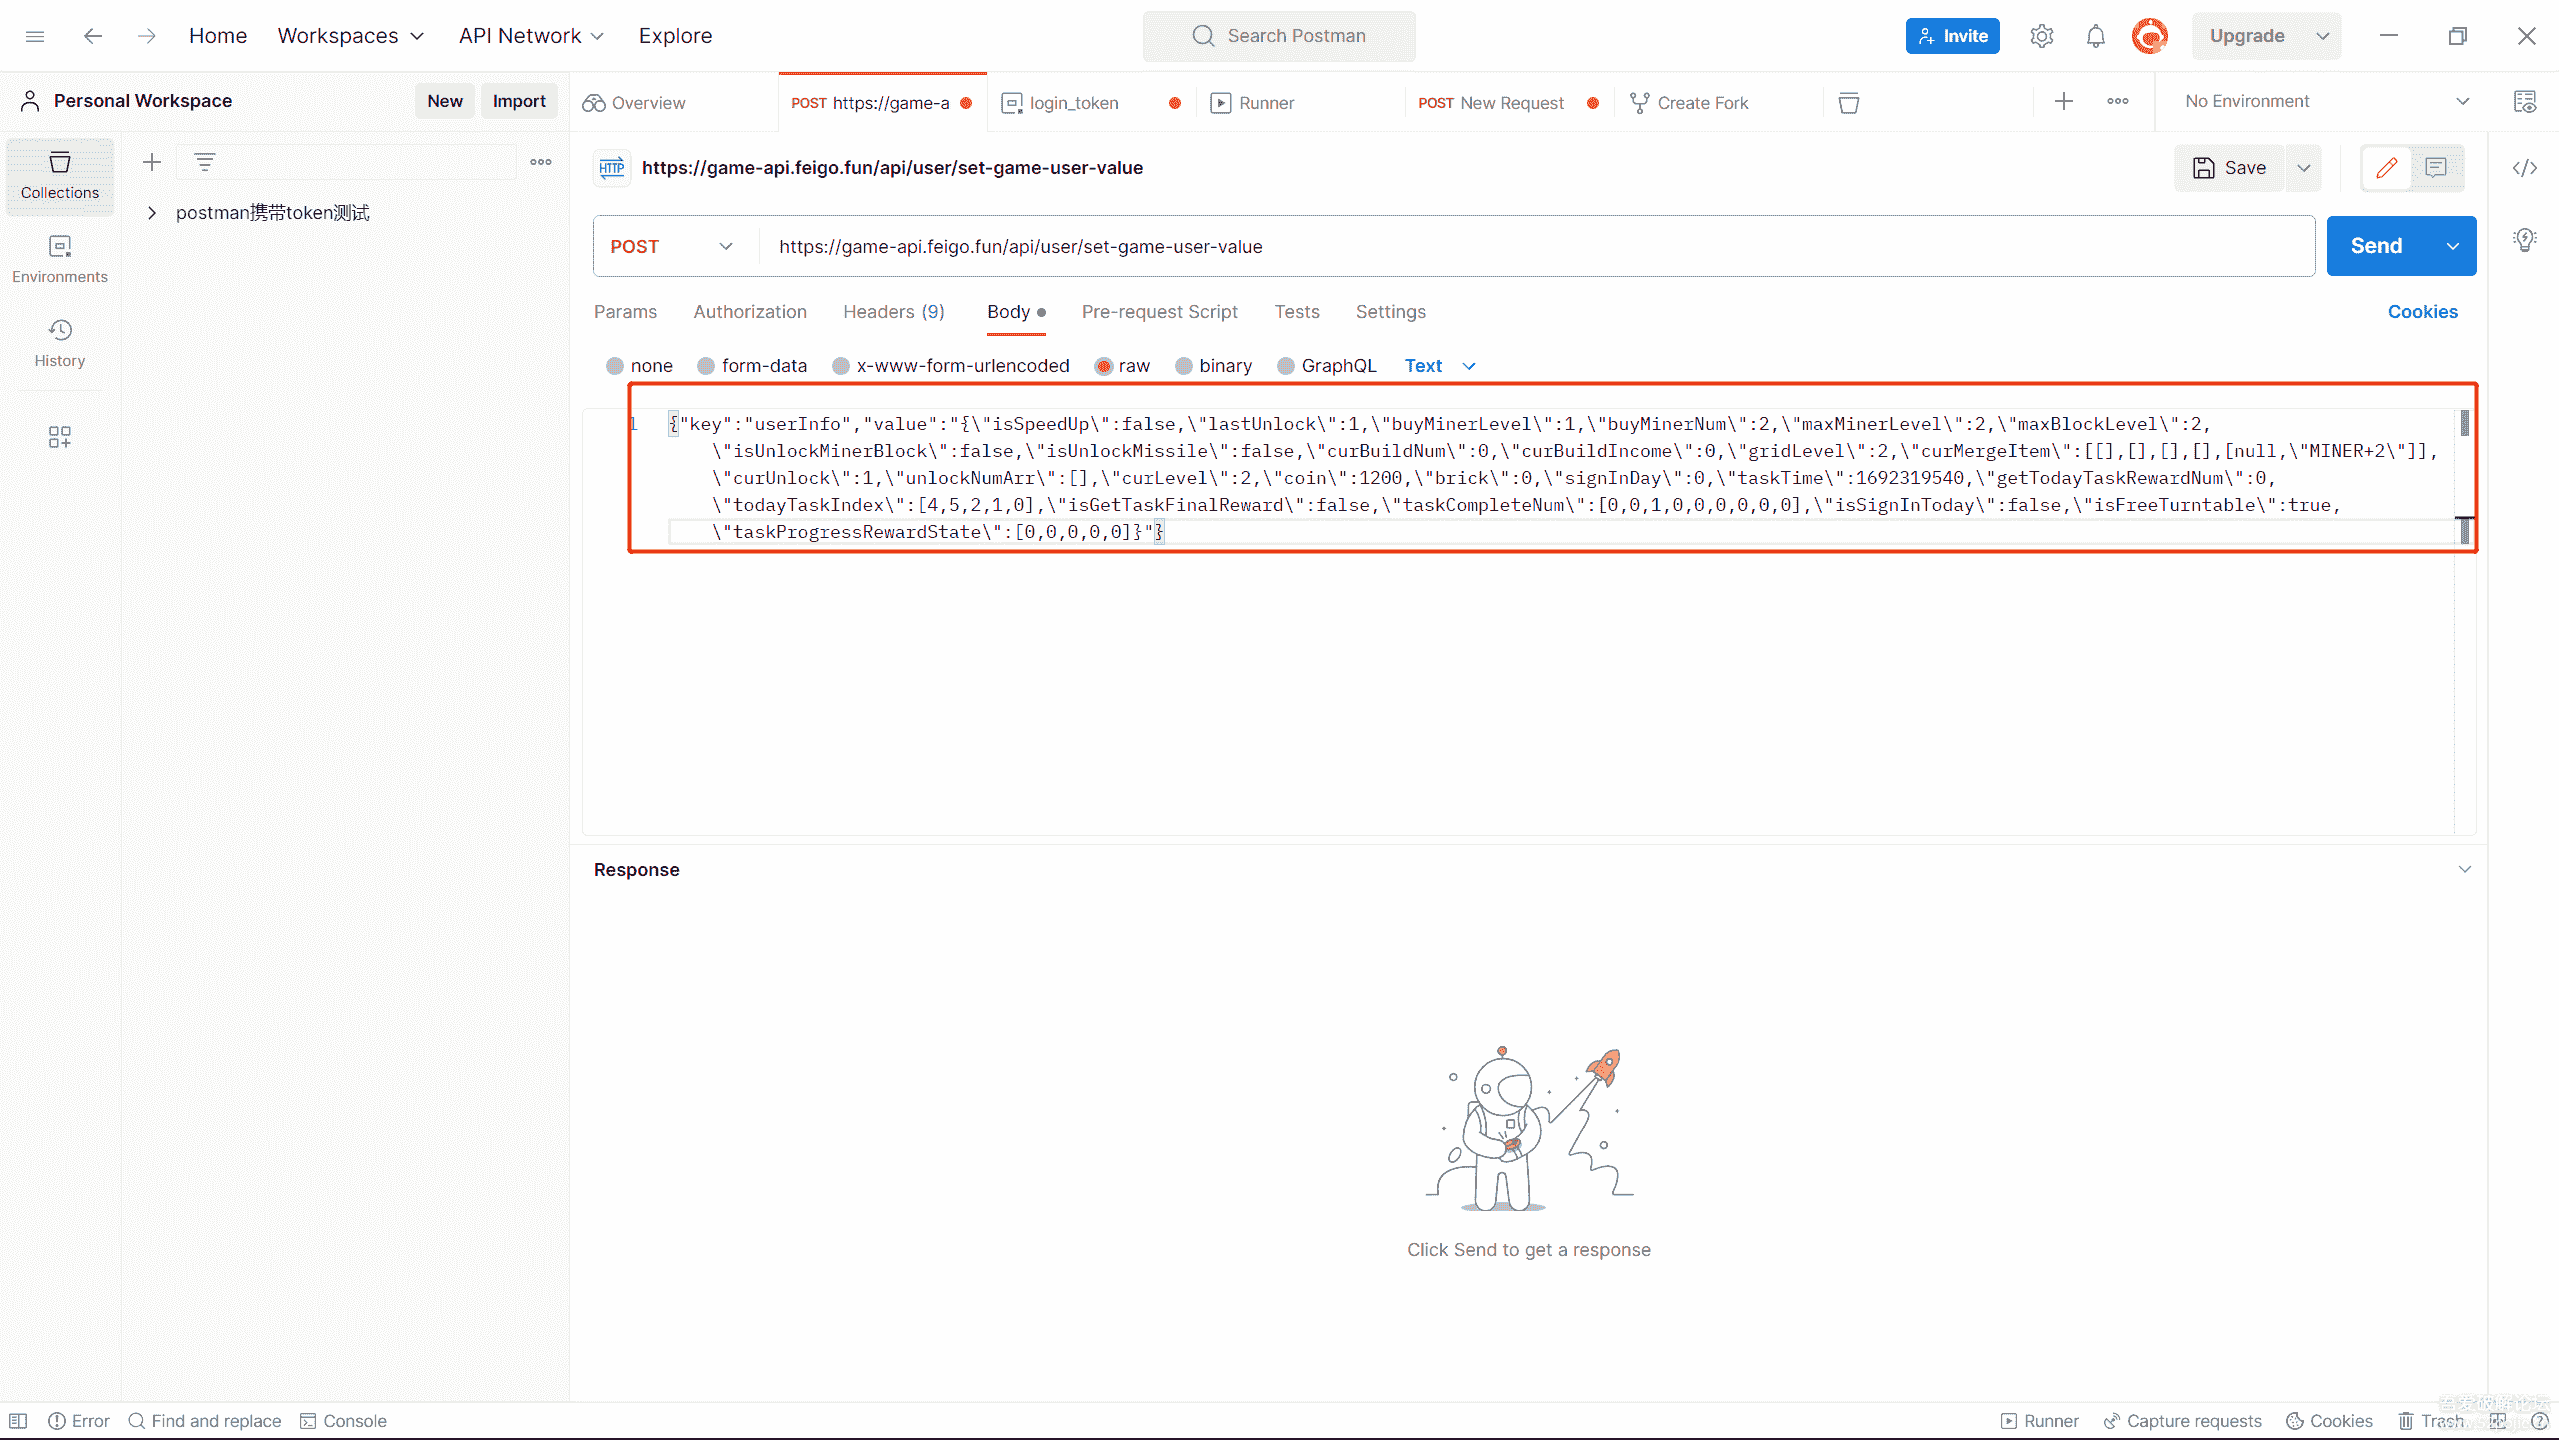 Home Workspaces API Network Explore Search Postman Invite Upgrade
Personal Workspace New Import Overview POST https://game-a login_token Runner POST New Request Create Fork No Environment
Collections
Environments
History
postman携带token测试
HTTP https://game-api.feigo.fun/api/user/set-game-user-value Save
POST https://game-api.feigo.fun/api/user/set-game-user-value Send
Params Authorization Headers (9) Body Pre-request Script Tests Settings Cookies
none form-data x-www-form-urlencoded raw binary GraphQL Text
1 {"key":"userInfo","value":"{\"isSpeedUp\":false,\"lastUnlock\":1,\"buyMinerLevel\":1,\"buyMinerNum\":2,\"maxMinerLevel\":2,\"maxBlockLevel\":2,
\"isUnlockMinerBlock\":false,\"isUnlockMissile\":false,\"curBuildNum\":0,\"curBuildIncome\":0,\"gridLevel\":2,\"curMergeItem\":[[],[],[],[],[null,\"MINER+2\"]],
\"curUnlock\":1,\"unlockNumArr\":[],\"curLevel\":2,\"coin\":1200,\"brick\":0,\"signInDay\":0,\"taskTime\":1692319540,\"getTodayTaskRewardNum\":0,
\"todayTaskIndex\":[4,5,2,1,0],\"isGetTaskFinalReward\":false,\"taskCompleteNum\":[0,0,1,0,0,0,0,0,0],\"isSignInToday\":false,\"isFreeTurntable\":true,
\"taskProgressRewardState\":[0,0,0,0,0]}"}
Response
Click Send to get a response
Error Find and replace Console Runner Capture requests Cookies Trash
吾爱破解论坛